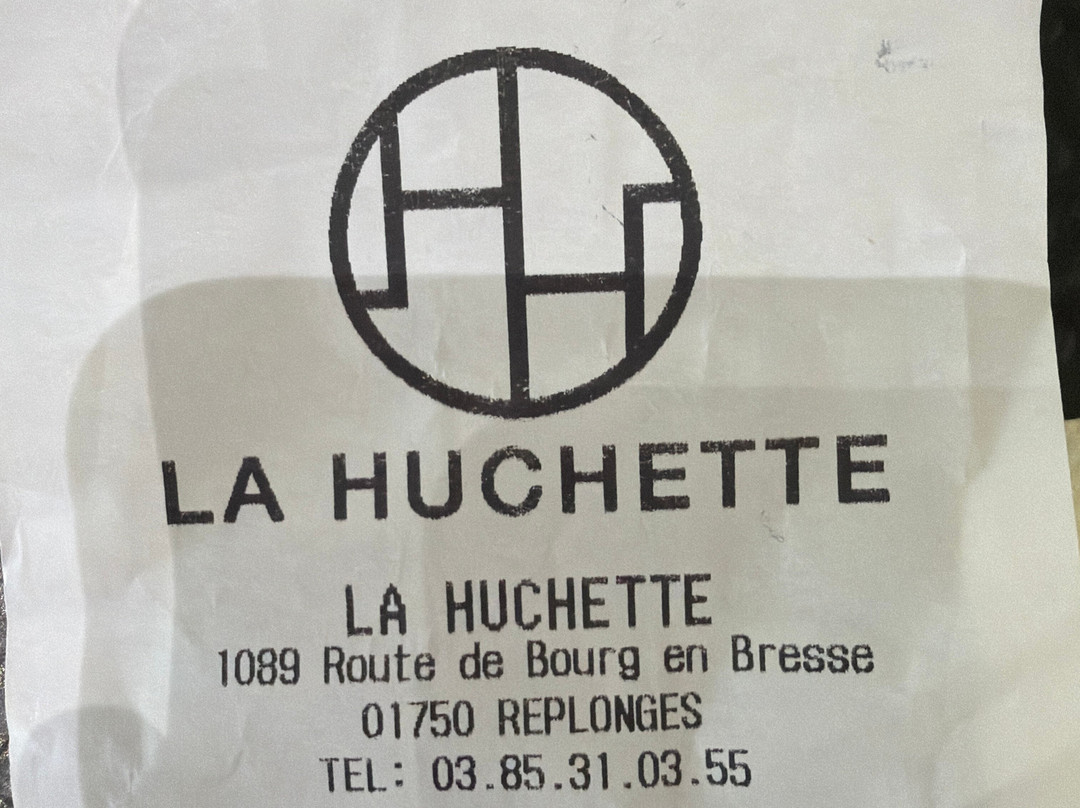 LA HUCHETTE
LA HUCHETTE
1089 Route de Bourg en Bresse
01750 REPLONGES
TEL: 03.85.31.03.55